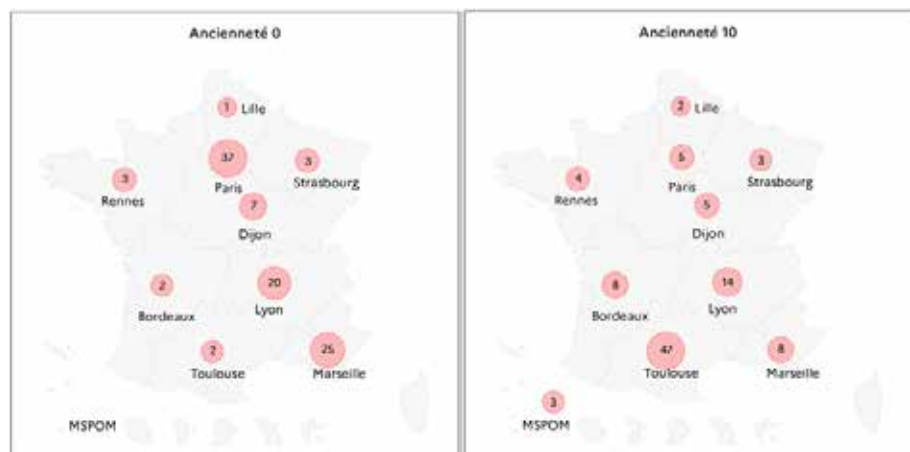 Ancienneté 0
1 Lille
37
Paris
3
Strasbourg
3
Rennes
7
Dijon
2
Bordeaux
20
Lyon
2
Toulouse
25
Marseille
MSPOM
Ancienneté 10
2 Lille
5
Paris
3
Strasbourg
4
Rennes
5
Dijon
8
Bordeaux
14
Lyon
47
Toulouse
8
Marseille
3
MSPOM